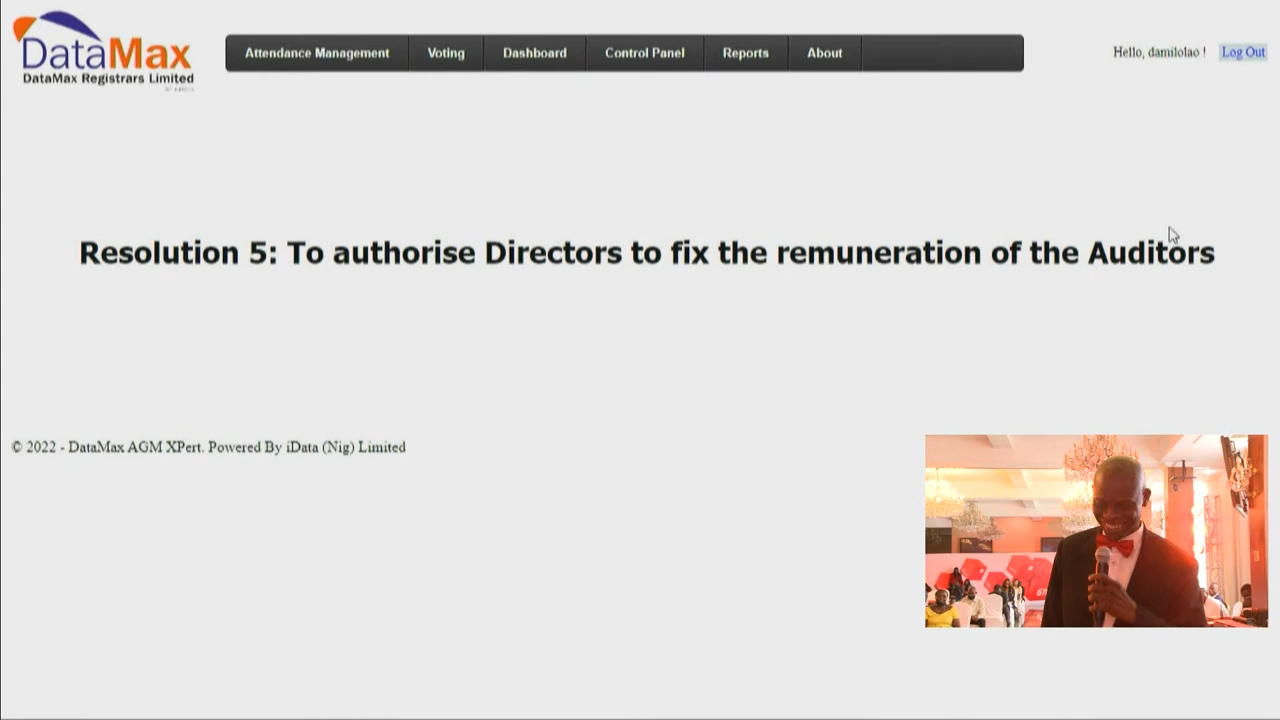 DataMax
DataMax Registrars Limited
Attendance Management
Voting
Dashboard
Control Panel
Reports
About
Hello, damilolao !
Log Out
Resolution 5: To authorise Directors to fix the remuneration of the Auditors
© 2022 - DataMax AGM XPert. Powered By iData (Nig) Limited